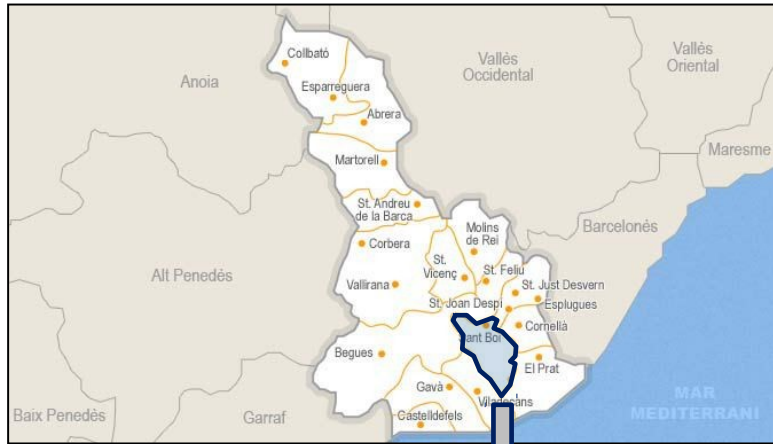 Collbató
Vallès
Occidental
Vallès
Oriental
Anoia
Esparreguera
Abrera
Martorell
Maresme
St. Andreu
de la Barca
Molins
de Rei
Barcelonés
Corbera
Alt Penedés
St.
Vicenç
St. Feliu
Vallirana
St. Just Desvern
Esplugues
St. Joan Despí
Cornellà
Sant Boi
Begues
El Prat
Gavà
Viladecans
MAR
MEDITERRANI
Baix Penedès
Garraf
Castelldefels